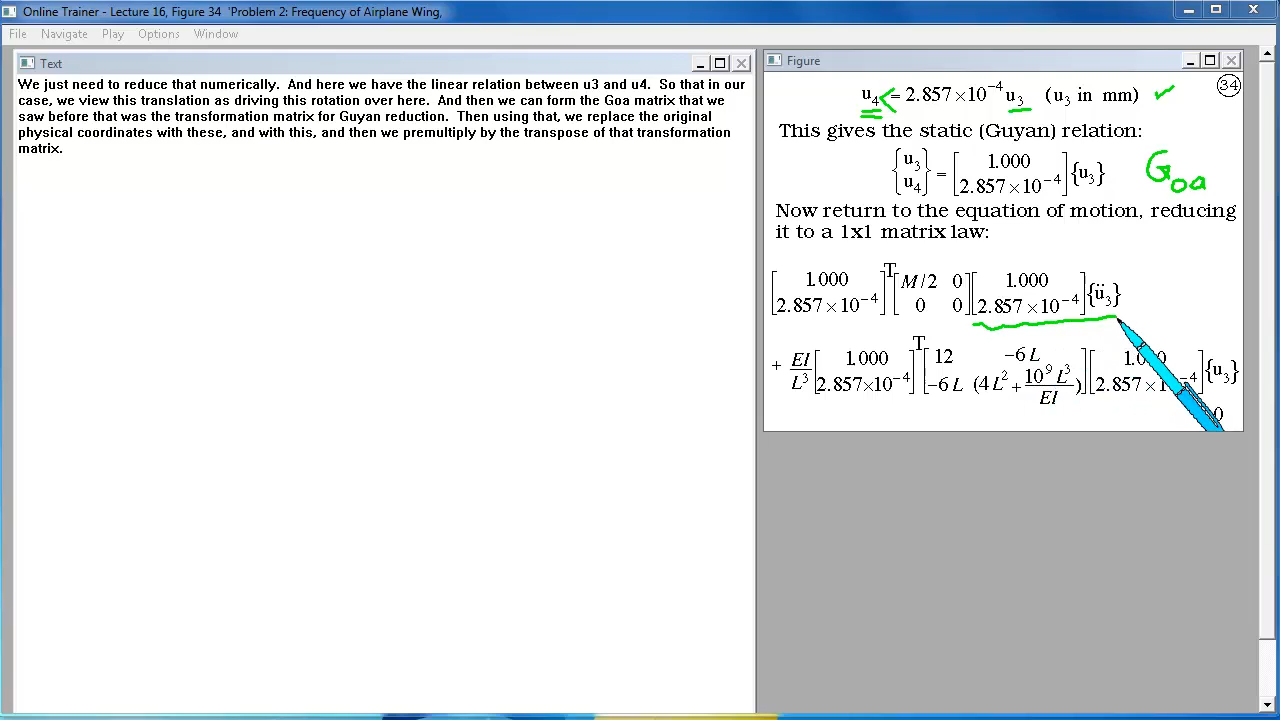 Online Trainer - Lecture 16, Figure 34 'Problem 2: Frequency of Airplane Wing,
File Navigate Play Options Window
Text
We just need to reduce that numerically. And here we have the linear relation between u3 and u4. So that in our
case, we view this translation as driving this rotation over here. And then we can form the Goa matrix that we
saw before that was the transformation matrix for Guyan reduction. Then using that, we replace the original
physical coordinates with these, and with this, and then we premultiply by the transpose of that transformation
matrix.
Figure
34
u₄ = 2.857×10⁻⁴ u₃ (u₃ in mm)
This gives the static (Guyan) relation:
{u₃ u₄} = [1.000 2.857×10⁻⁴]{u₃} Goa
Now return to the equation of motion, reducing
it to a 1x1 matrix law:
[1.000 2.857×10⁻⁴]ᵀ [M/2 0 0 0] [1.000 2.857×10⁻⁴]{ü₃}
+ EI/L³ [1.000 2.857×10⁻⁴]ᵀ [12 −6L −6L (4L² + 10⁹L³/EI)] [1.000 2.857×10⁻⁴]{u₃}
0